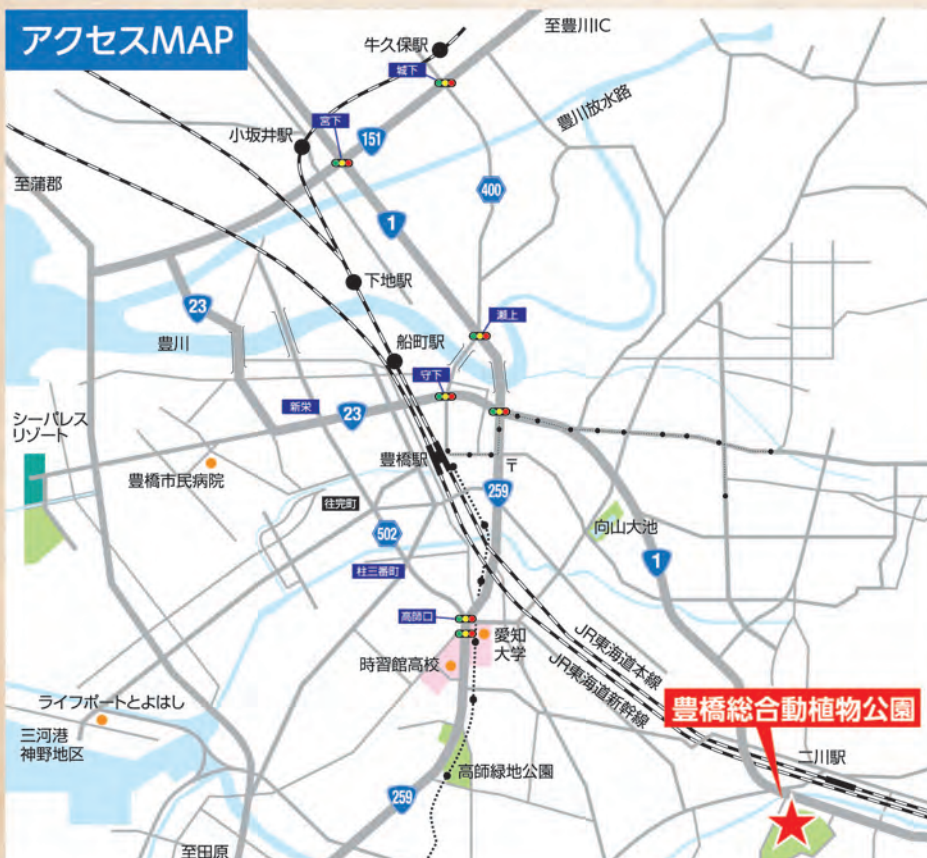 アクセスMAP
牛久保駅
至豊川IC
城下
豊川放水路
宮下
151
小坂井駅
400
至蒲郡
1
下地駅
23
瀬上
豊川
船町駅
守下
新栄
23
シーパレス
リゾート
豊橋駅
〒
豊橋市民病院
259
往完町
向山大池
502
1
柱三番町
高師口
愛知
大学
JR東海道本線
時習館高校
JR東海道新幹線
ライフポートとよはし
豊橋総合動植物公園
三河港
神野地区
二川駅
高師緑地公園
259
至田原